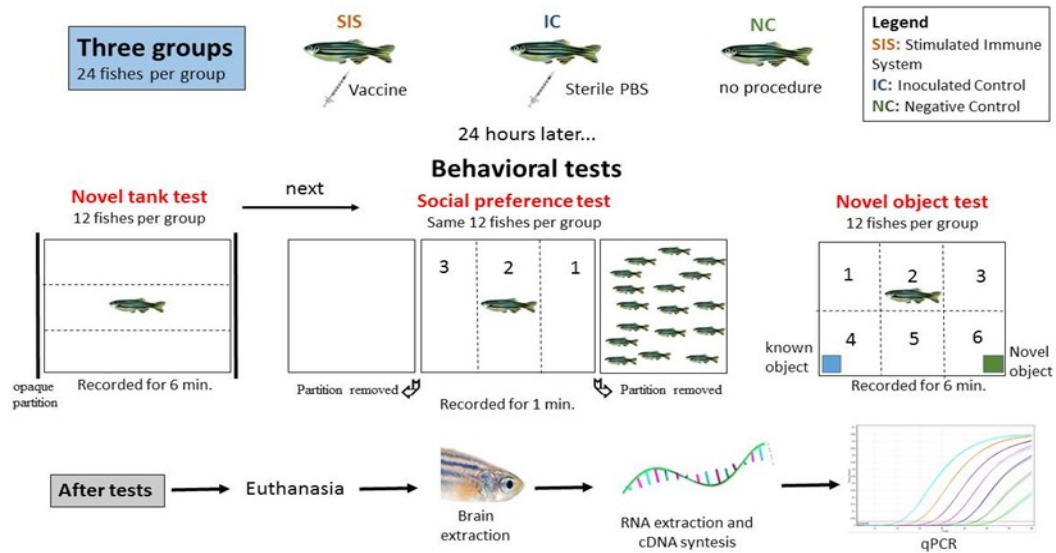 Three groups
24 fishes per group
SIS
Vaccine
IC
Sterile PBS
NC
no procedure
Legend
SIS: Stimulated Immune
System
IC: Inoculated Control
NC: Negative Control
24 hours later...
Behavioral tests
Novel tank test
12 fishes per group
next
Social preference test
Same 12 fishes per group
Novel object test
12 fishes per group
opaque
partition
Recorded for 6 min.
3 2 1
Partition removed
Partition removed
Recorded for 1 min.
1 2 3
4 5 6
known
object
Novel
object
Recorded for 6 min.
After tests
Euthanasia
Brain
extraction
RNA extraction and
cDNA syntesis
qPCR